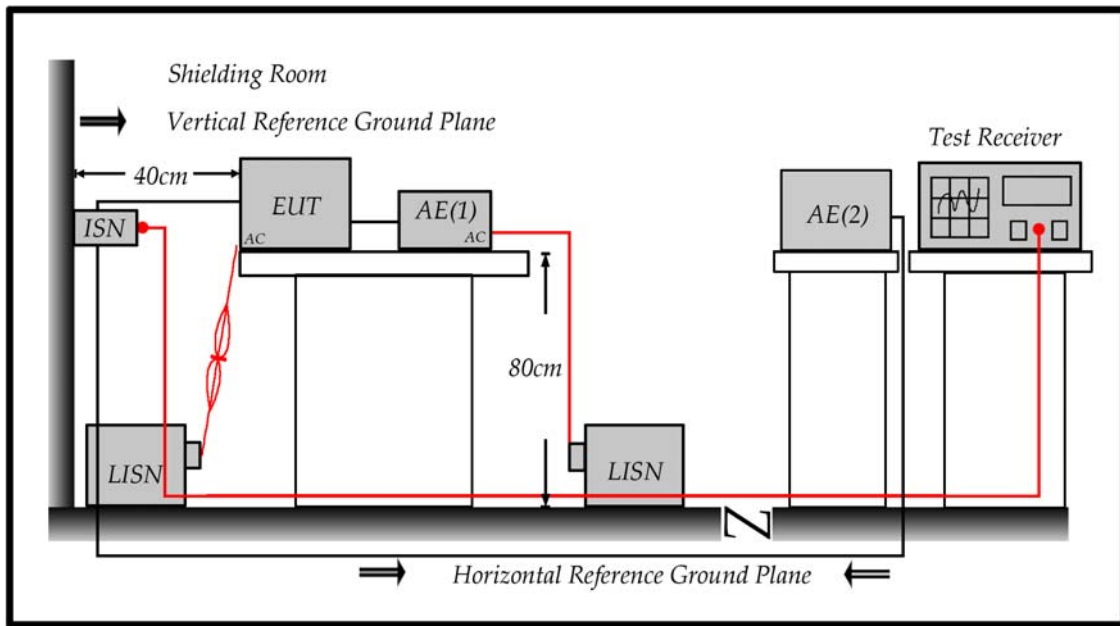 Shielding Room
Vertical Reference Ground Plane
Test Receiver
40cm
EUT
AC
AE(1)
AC
AE(2)
ISN
80cm
LISN
LISN
Z
Horizontal Reference Ground Plane